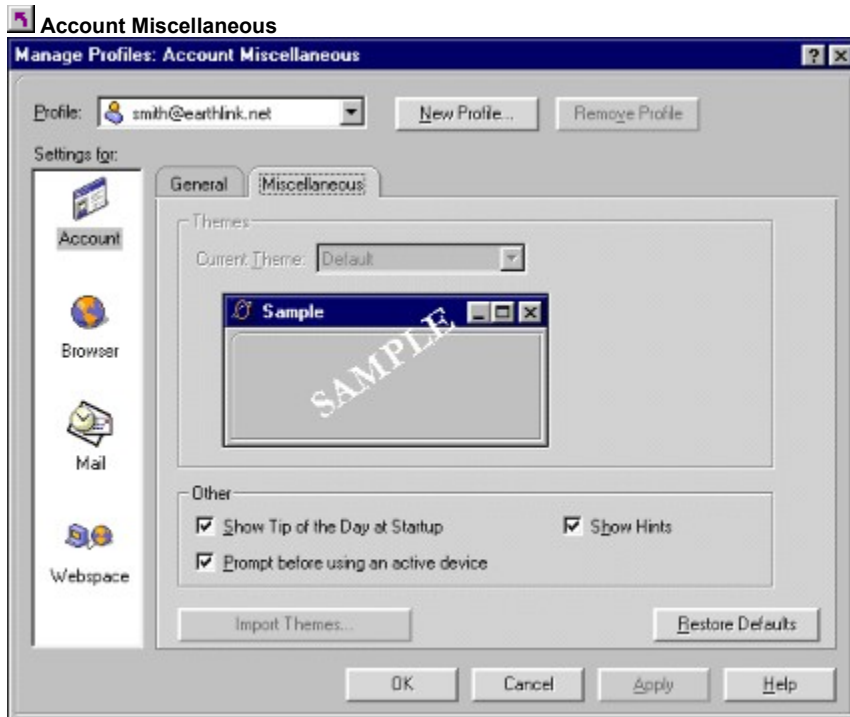 Account Miscellaneous
Manage Profiles: Account Miscellaneous
Profile: smith@earthlink.net New Profile... Remove Profile
Settings for:
General Miscellaneous
Account
Browser
Mail
Webspace
Themes
Current Theme: Default
Sample
SAMPLE
Other
Show Tip of the Day at Startup Show Hints
Prompt before using an active device
Import Themes... Restore Defaults
OK Cancel Apply Help